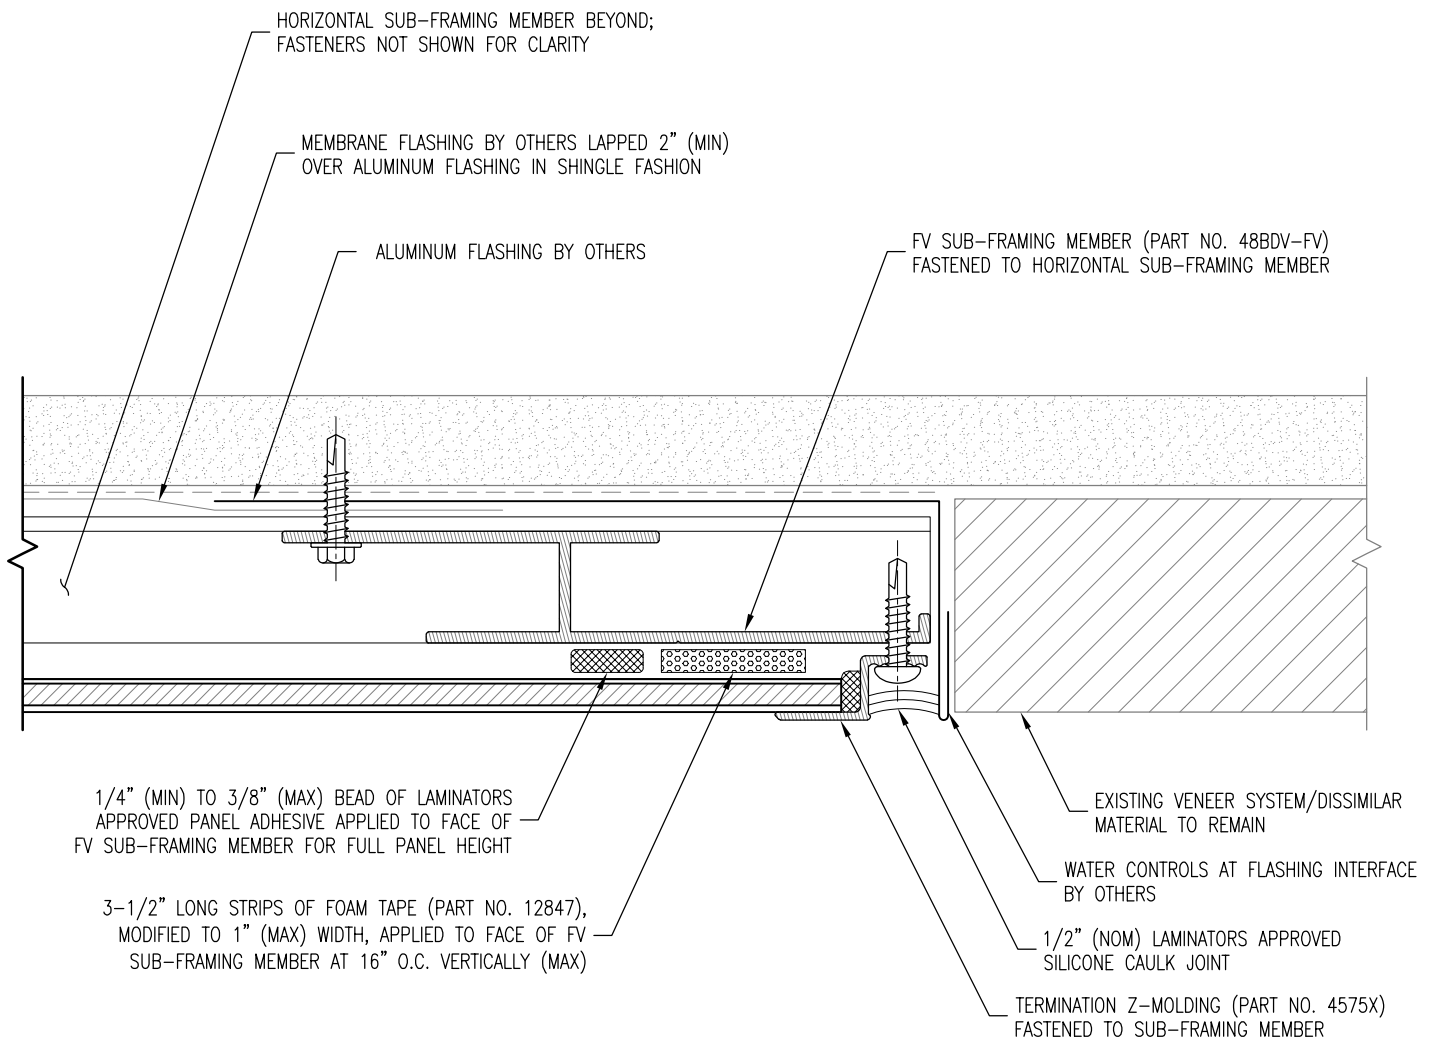 HORIZONTAL SUB-FRAMING MEMBER BEYOND;
FASTENERS NOT SHOWN FOR CLARITY
MEMBRANE FLASHING BY OTHERS LAPPED 2" (MIN)
OVER ALUMINUM FLASHING IN SHINGLE FASHION
ALUMINUM FLASHING BY OTHERS
FV SUB-FRAMING MEMBER (PART NO. 48BDV-FV)
FASTENED TO HORIZONTAL SUB-FRAMING MEMBER
1/4" (MIN) TO 3/8" (MAX) BEAD OF LAMINATORS
APPROVED PANEL ADHESIVE APPLIED TO FACE OF
FV SUB-FRAMING MEMBER FOR FULL PANEL HEIGHT
3-1/2" LONG STRIPS OF FOAM TAPE (PART NO. 12847),
MODIFIED TO 1" (MAX) WIDTH, APPLIED TO FACE OF FV
SUB-FRAMING MEMBER AT 16" O.C. VERTICALLY (MAX)
EXISTING VENEER SYSTEM/DISSIMILAR
MATERIAL TO REMAIN
WATER CONTROLS AT FLASHING INTERFACE
BY OTHERS
1/2" (NOM) LAMINATORS APPROVED
SILICONE CAULK JOINT
TERMINATION Z-MOLDING (PART NO. 4575X)
FASTENED TO SUB-FRAMING MEMBER